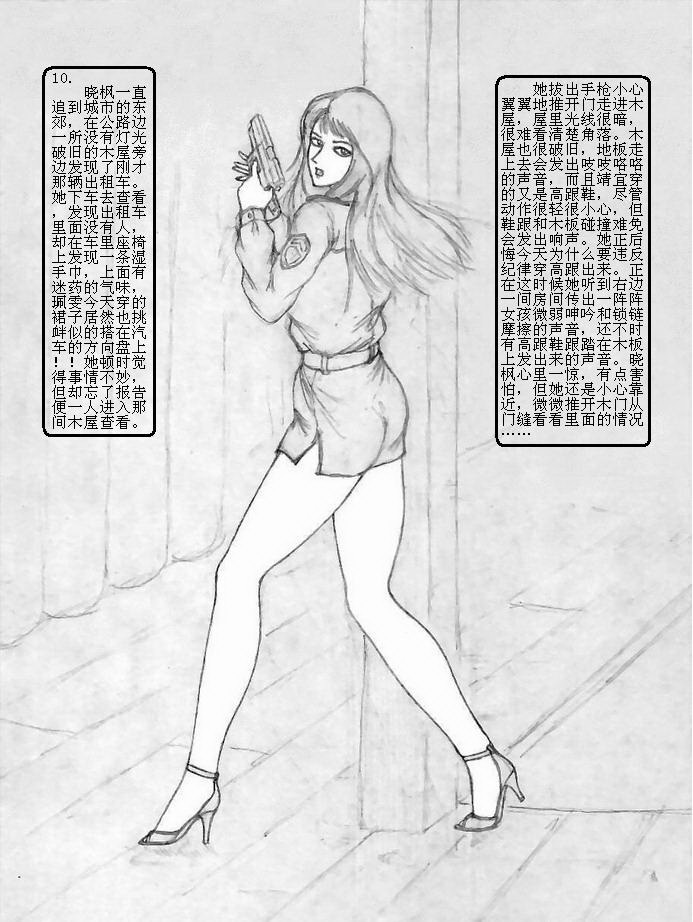 10.
晓枫一直
追到城市的东
郊，在公路边
一所没有灯光
破旧的木屋旁
边发现了刚才
那辆出租车。
她下车去查看
，发现出租车
里面没有人，
却在车里座椅
上发现一条湿
手巾，上面有
迷药的气味，
珮雯今天穿的
裙子居然也挑
衅似的搭在汽
车的方向盘上
！！她顿时觉
得事情不妙，
但却忘了报告
便一人进入那
间木屋查看。
她拔出手枪小心
翼翼地推开门走进木
屋，屋里光线很暗，
很难看清楚角落。木
屋也很破旧，地板走
上去会发出吱吱咯咯
的声音，而且靖宜穿
的又是高跟鞋，尽管
动作很轻很小心，但
鞋跟和木板碰撞难免
会发出响声。她正后
悔今天为什么要违反
纪律穿高跟出来。正
在这时候她听到右边
一间房间传出一阵阵
女孩微弱呻吟和锁链
摩擦的声音，还不时
有高跟鞋跟踏在木板
上发出来的声音。晓
枫心里一惊，有点害
怕，但她还是小心靠
近，微微推开木门从
门缝看看里面的情况
……